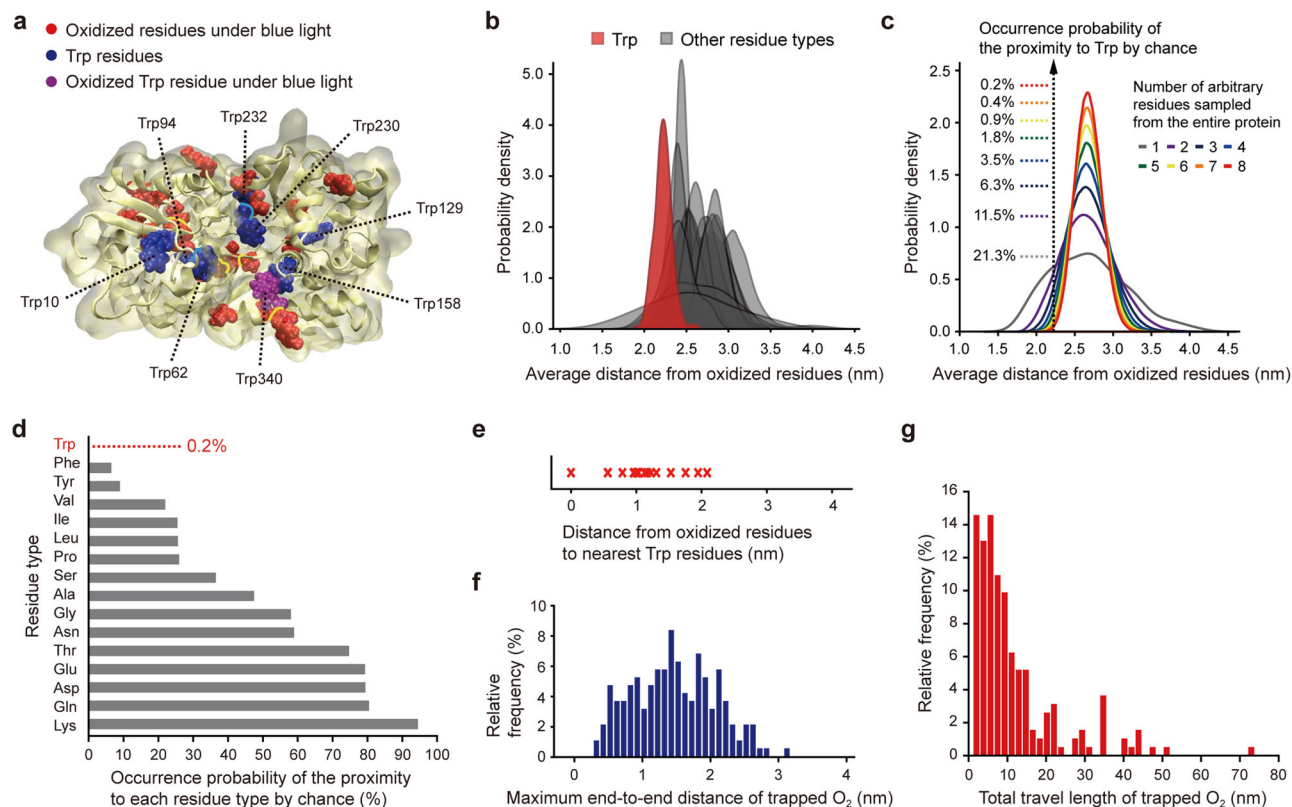 a
Oxidized residues under blue light
Trp residues
Oxidized Trp residue under blue light
Trp94
Trp232
Trp230
Trp129
Trp10
Trp158
Trp62
Trp340
b
Trp
Other residue types
Probability density
5.0
4.0
3.0
2.0
1.0
0.0
1.0 1.5 2.0 2.5 3.0 3.5 4.0 4.5
Average distance from oxidized residues (nm)
c
Occurrence probability of
the proximity to Trp by chance
Probability density
2.5
2.0
1.5
1.0
0.5
0.0
0.2%
0.4%
0.9%
1.8%
3.5%
6.3%
11.5%
21.3%
Number of arbitrary
residues sampled
from the entire protein
1 2 3 4
5 6 7 8
1.0 1.5 2.0 2.5 3.0 3.5 4.0 4.5
Average distance from oxidized residues (nm)
d
Residue type
Trp
0.2%
Phe
Tyr
Val
Ile
Leu
Pro
Ser
Ala
Gly
Asn
Thr
Glu
Asp
Gln
Lys
0 10 20 30 40 50 60 70 80 90 100
Occurrence probability of the proximity
to each residue type by chance (%)
e
0 1 2 3 4
Distance from oxidized residues
to nearest Trp residues (nm)
f
Relative
frequency (%)
10
8
6
4
2
0
0 1 2 3 4
Maximum end-to-end distance of trapped O₂ (nm)
g
Relative frequency (%)
16
14
12
10
8
6
4
2
0
0 10 20 30 40 50 60 70 80
Total travel length of trapped O₂ (nm)